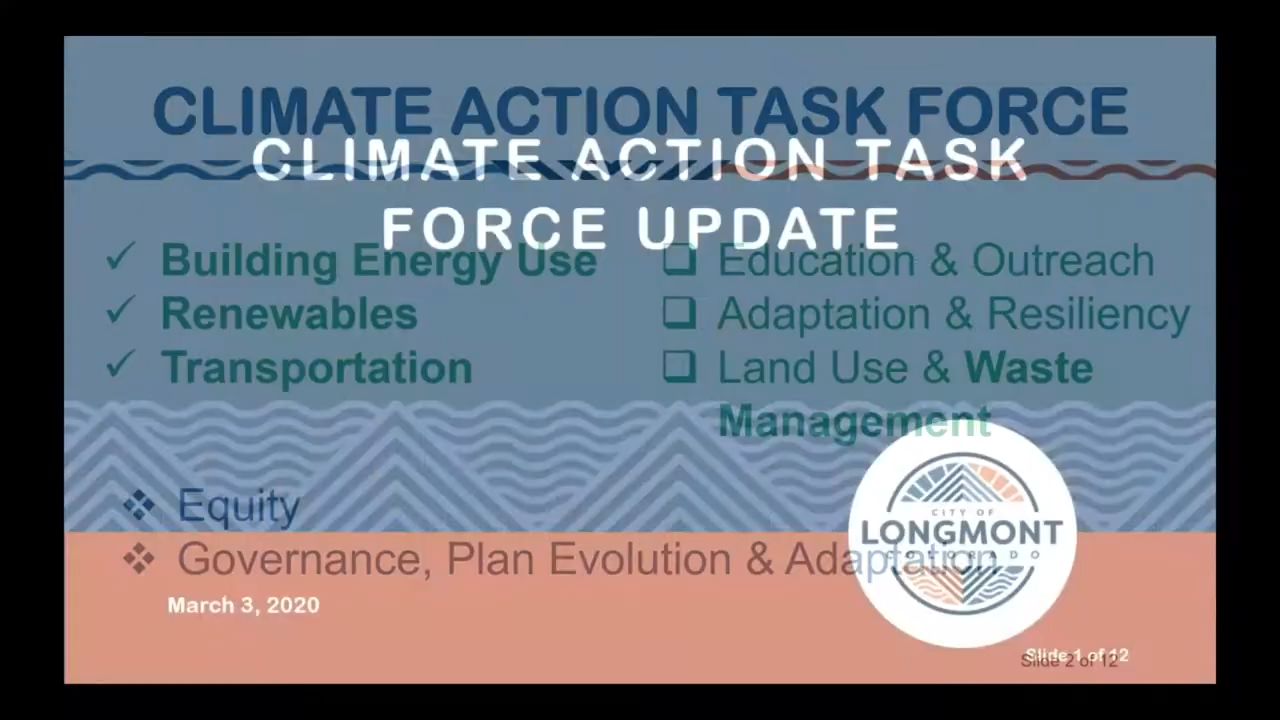 CLIMATE ACTION TASK FORCE
CLIMATE ACTION TASK
FORCE UPDATE
✓ Building Energy Use
✓ Renewables
✓ Transportation
❑ Education & Outreach
❑ Adaptation & Resiliency
❑ Land Use & Waste
Management
❖ Equity
❖ Governance, Plan Evolution & Adaptation
CITY OF
LONGMONT
COLORADO
March 3, 2020
Slide 1 of 12
Slide 2 of 12